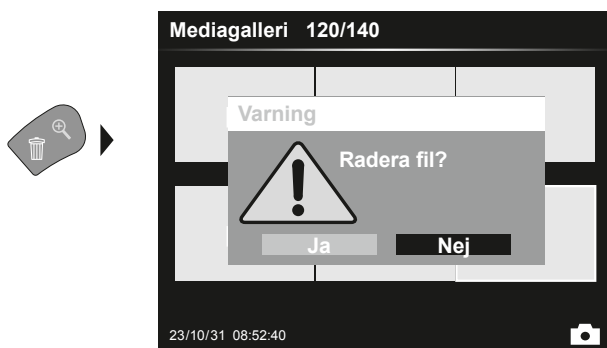 Mediagalleri 120/140
Varning
Radera fil?
Ja Nej
23/10/31 08:52:40